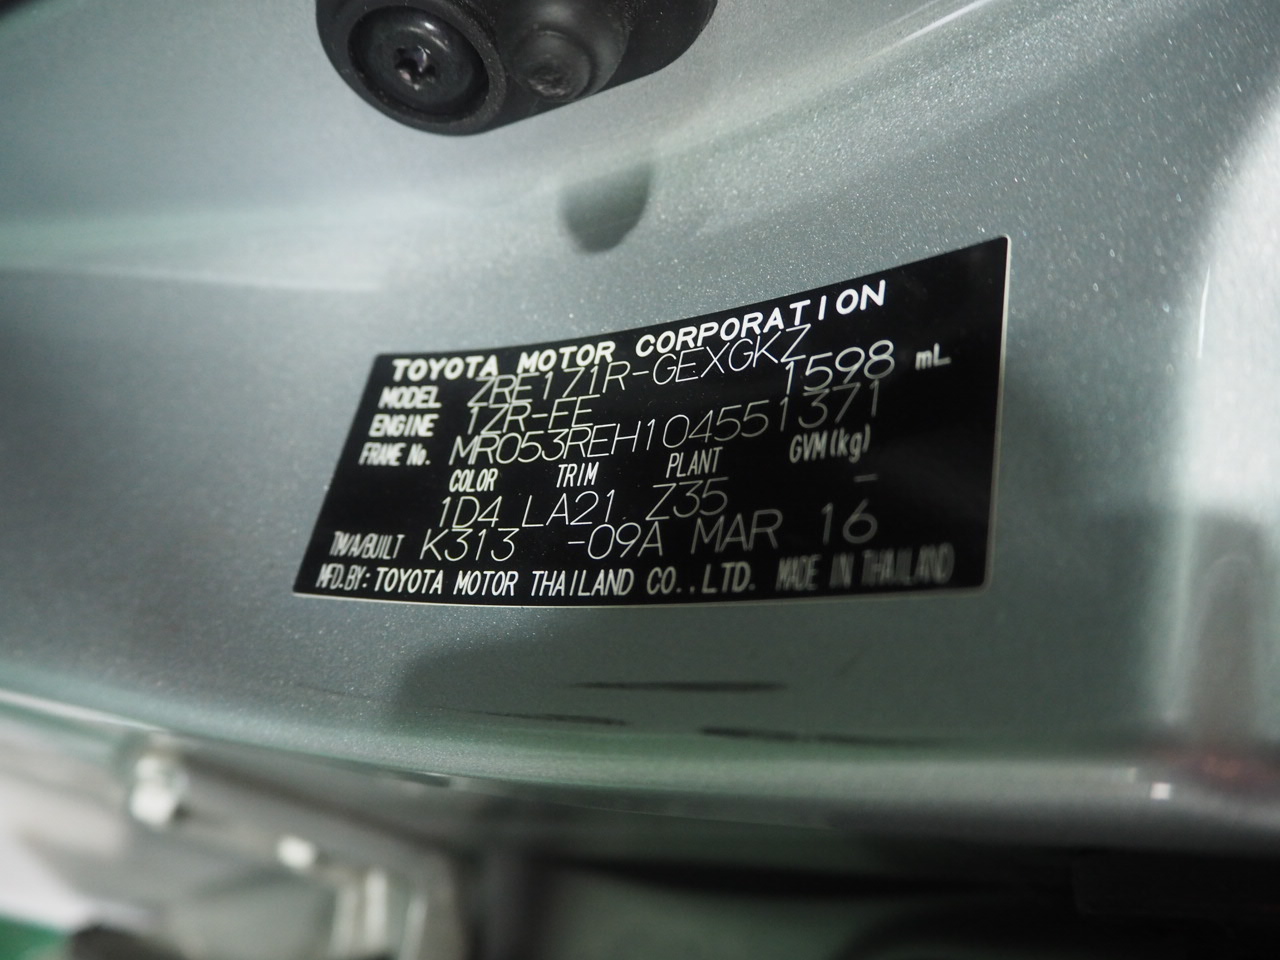 TOYOTA MOTOR CORPORATION
MODEL ZRE171R-GEXGKZ
ENGINE 1ZR-FE 1598 mL
FRAME No. MR053REH104551371
COLOR TRIM PLANT GVM(kg)
1D4 LA21 Z35 -
TM/A/BUILT K313 -09A MAR 16
MFD.BY: TOYOTA MOTOR THAILAND CO.,LTD. MADE IN THAILAND